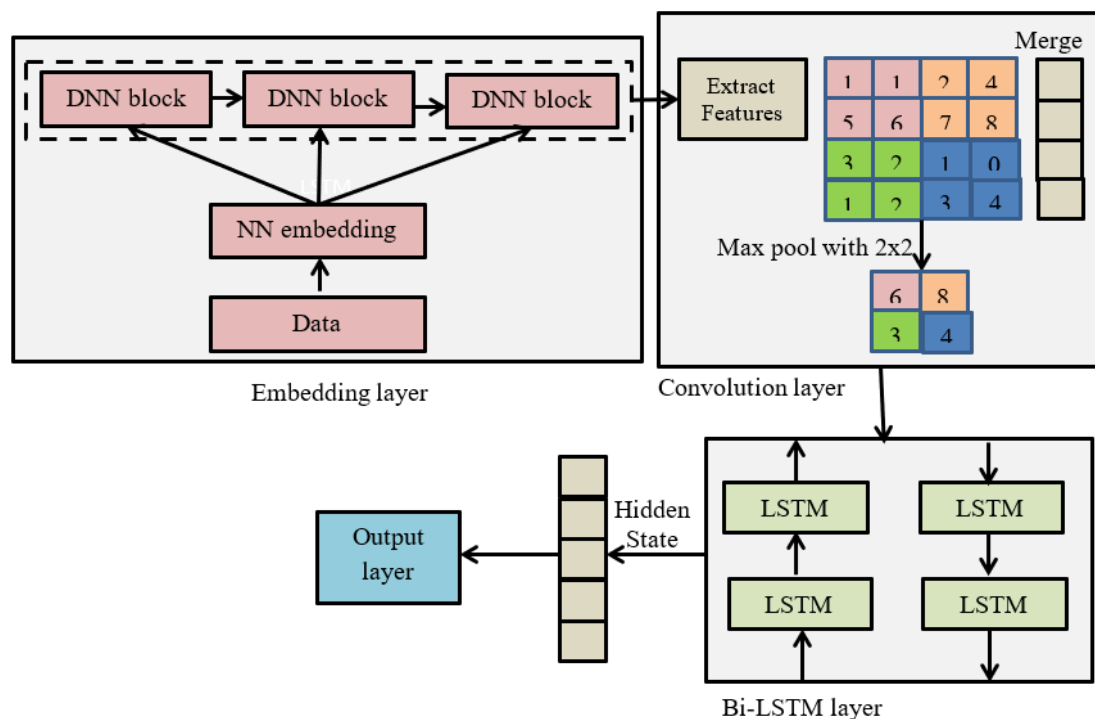 DNN block
DNN block
DNN block
LSTM
NN embedding
Data
Embedding layer
Extract
Features
Merge
1 1 2 4
5 6 7 8
3 2 1 0
1 2 3 4
Max pool with 2x2
6 8
3 4
Convolution layer
LSTM
LSTM
LSTM
LSTM
Bi-LSTM layer
Hidden
State
Output
layer